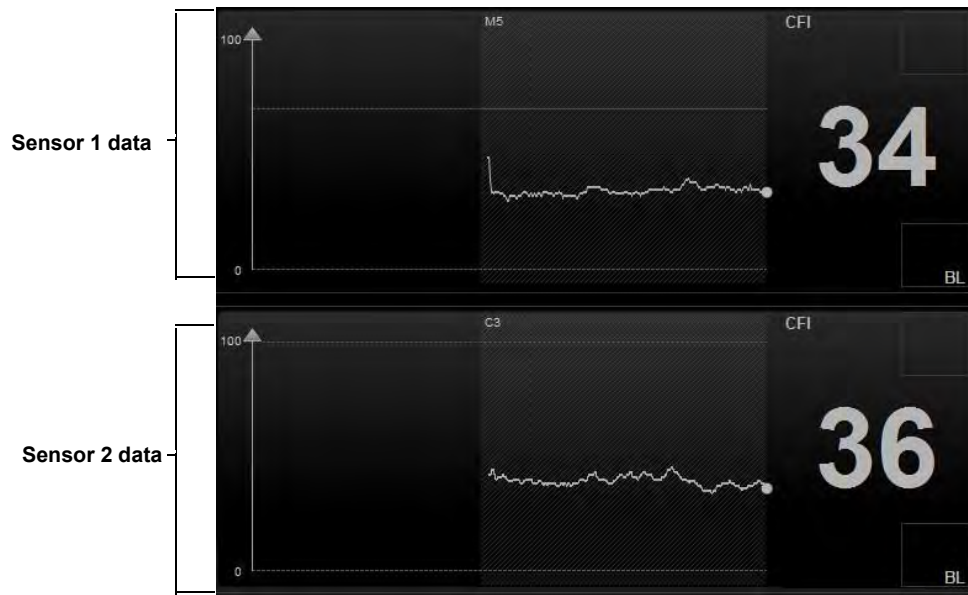 M5
CFI
100
Sensor 1 data
34
0
BL
C3
CFI
100
Sensor 2 data
36
0
BL